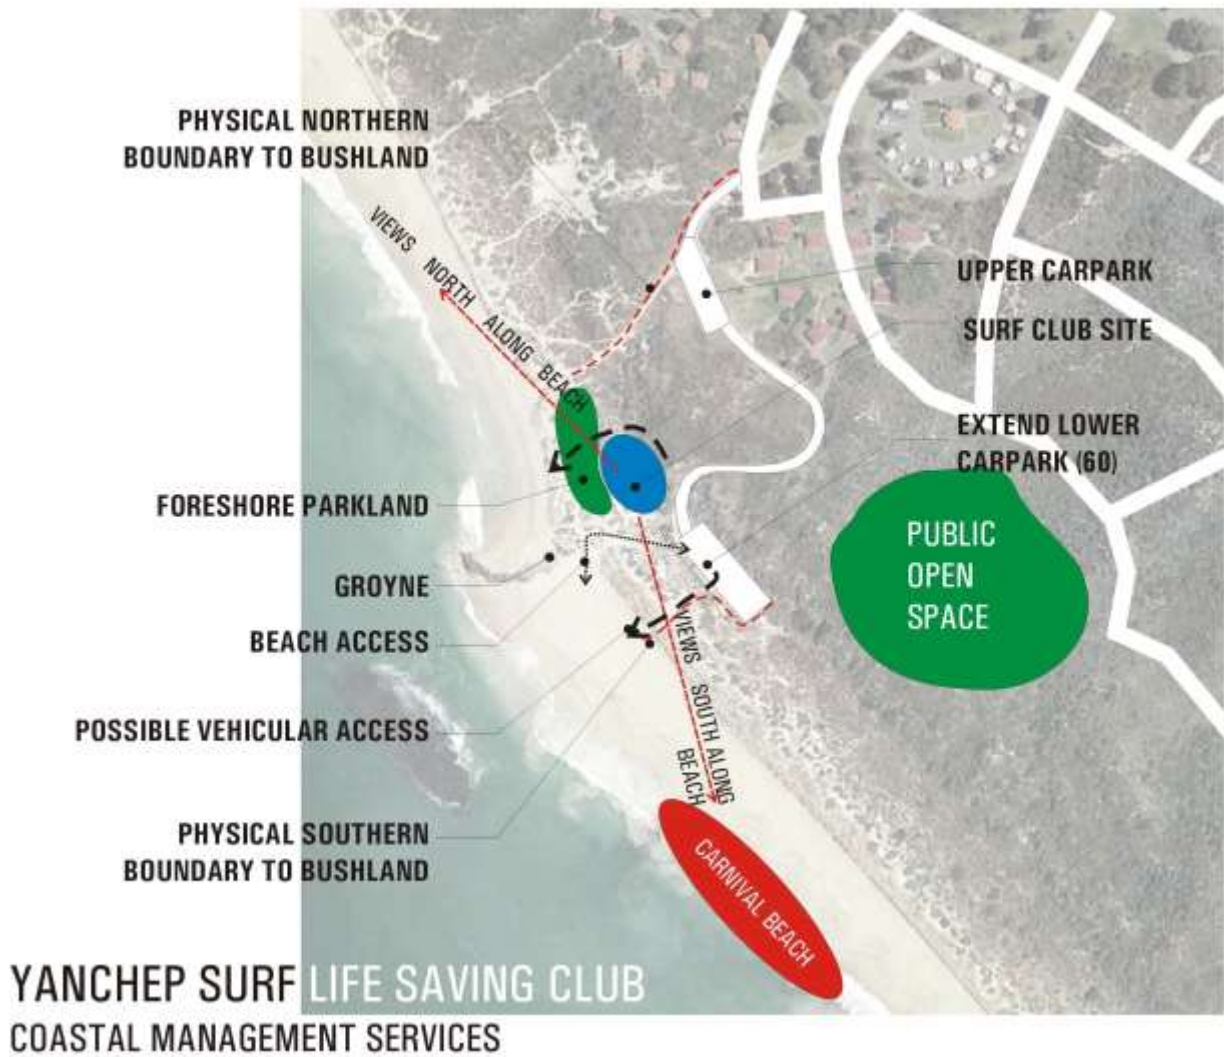 PHYSICAL NORTHERN
BOUNDARY TO BUSHLAND
VIEWS NORTH ALONG BEACH
UPPER CARPARK
SURF CLUB SITE
EXTEND LOWER
CARPARK (60)
FORESHORE PARKLAND
PUBLIC
OPEN
SPACE
GROYNE
BEACH ACCESS
VIEWS SOUTH ALONG
BEACH
POSSIBLE VEHICULAR ACCESS
PHYSICAL SOUTHERN
BOUNDARY TO BUSHLAND
CARNIVAL BEACH
YANCHEP SURF LIFE SAVING CLUB
COASTAL MANAGEMENT SERVICES